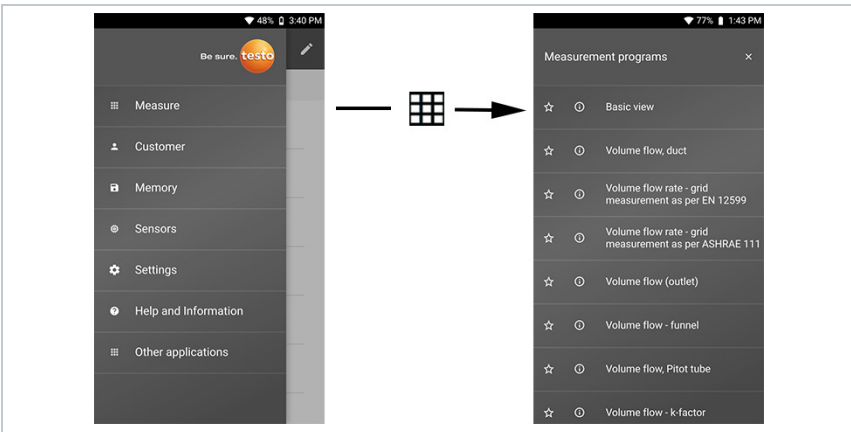 48% 3:40 PM
Be sure. testo
Measure
Customer
Memory
Sensors
Settings
Help and Information
Other applications
77% 1:43 PM
Measurement programs ×
Basic view
Volume flow, duct
Volume flow rate - grid
measurement as per EN 12599
Volume flow rate - grid
measurement as per ASHRAE 111
Volume flow (outlet)
Volume flow - funnel
Volume flow, Pitot tube
Volume flow - k-factor